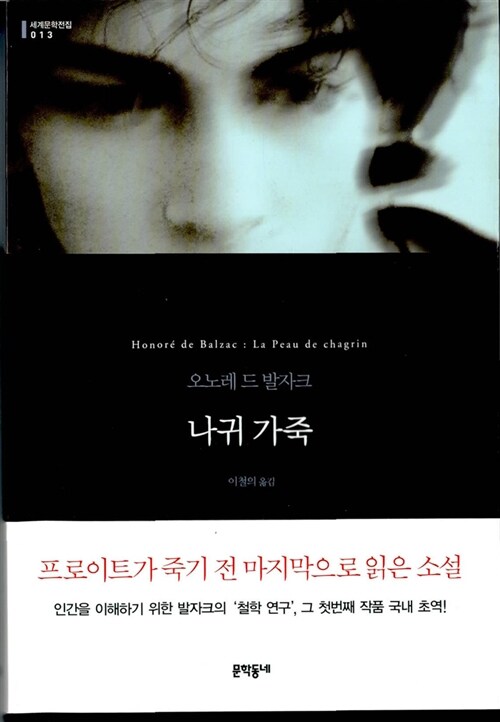 세계문학전집
013
Honoré de Balzac : La Peau de chagrin
오노레 드 발자크
나귀 가죽
이철의 옮김
프로이트가 죽기 전 마지막으로 읽은 소설
인간을 이해하기 위한 발자크의 ‘철학 연구’, 그 첫번째 작품 국내 초역!
문학동네